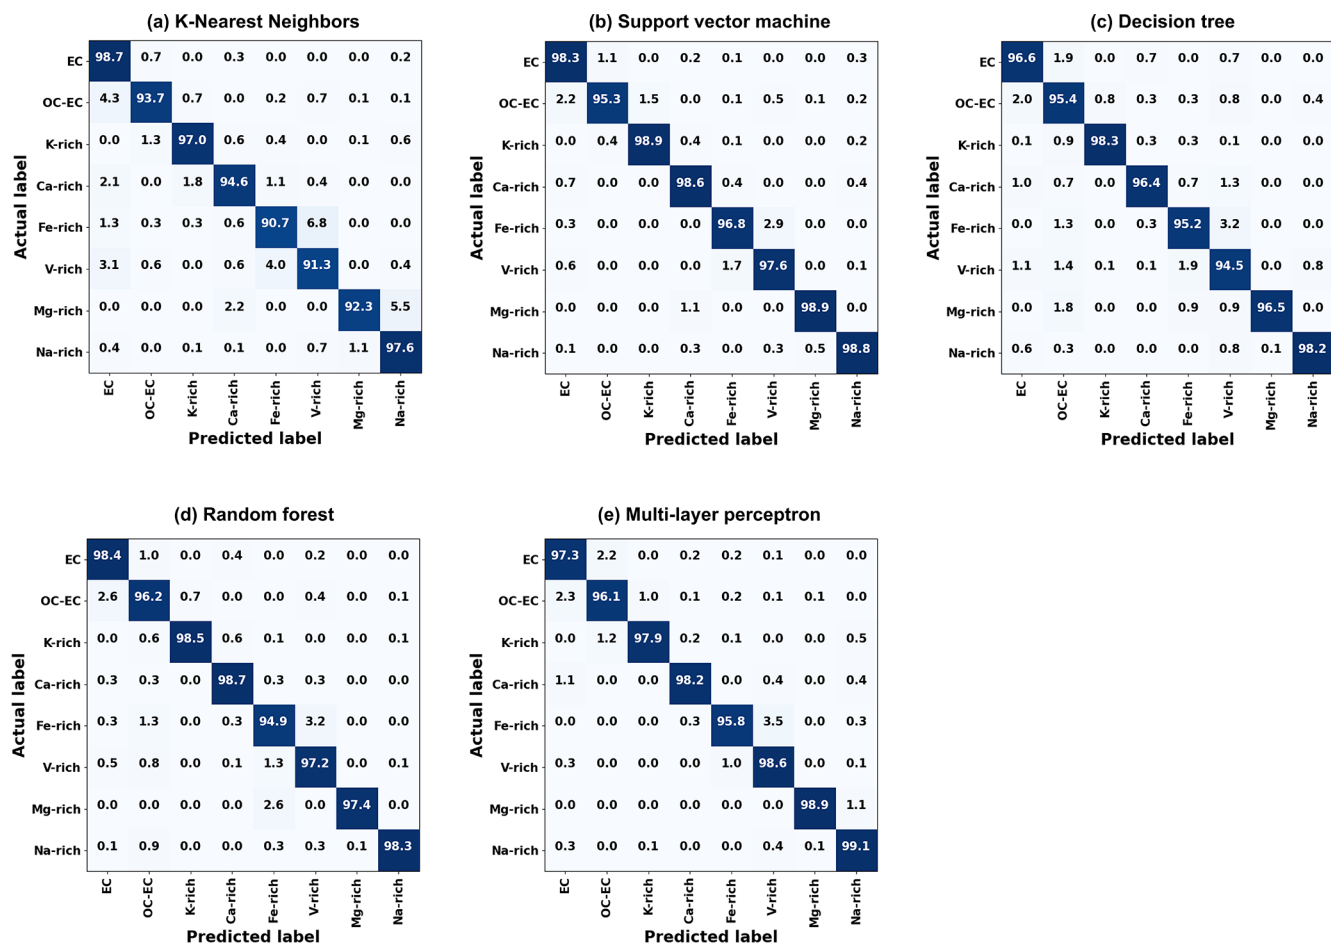 (a) K-Nearest Neighbors
Actual label
EC 98.7 0.7 0.0 0.3 0.0 0.0 0.0 0.2
OC-EC 4.3 93.7 0.7 0.0 0.2 0.7 0.1 0.1
K-rich 0.0 1.3 97.0 0.6 0.4 0.0 0.1 0.6
Ca-rich 2.1 0.0 1.8 94.6 1.1 0.4 0.0 0.0
Fe-rich 1.3 0.3 0.3 0.6 90.7 6.8 0.0 0.0
V-rich 3.1 0.6 0.0 0.6 4.0 91.3 0.0 0.4
Mg-rich 0.0 0.0 0.0 2.2 0.0 0.0 92.3 5.5
Na-rich 0.4 0.0 0.1 0.1 0.0 0.7 1.1 97.6
EC OC-EC K-rich Ca-rich Fe-rich V-rich Mg-rich Na-rich
Predicted label
(b) Support vector machine
Actual label
EC 98.3 1.1 0.0 0.2 0.1 0.0 0.0 0.3
OC-EC 2.2 95.3 1.5 0.0 0.1 0.5 0.1 0.2
K-rich 0.0 0.4 98.9 0.4 0.1 0.0 0.0 0.2
Ca-rich 0.7 0.0 0.0 98.6 0.4 0.0 0.0 0.4
Fe-rich 0.3 0.0 0.0 0.0 96.8 2.9 0.0 0.0
V-rich 0.6 0.0 0.0 0.0 1.7 97.6 0.0 0.1
Mg-rich 0.0 0.0 0.0 1.1 0.0 0.0 98.9 0.0
Na-rich 0.1 0.0 0.0 0.3 0.0 0.3 0.5 98.8
EC OC-EC K-rich Ca-rich Fe-rich V-rich Mg-rich Na-rich
Predicted label
(c) Decision tree
Actual label
EC 96.6 1.9 0.0 0.7 0.0 0.7 0.0 0.0
OC-EC 2.0 95.4 0.8 0.3 0.3 0.8 0.0 0.4
K-rich 0.1 0.9 98.3 0.3 0.3 0.1 0.0 0.0
Ca-rich 1.0 0.7 0.0 96.4 0.7 1.3 0.0 0.0
Fe-rich 0.0 1.3 0.0 0.3 95.2 3.2 0.0 0.0
V-rich 1.1 1.4 0.1 0.1 1.9 94.5 0.0 0.8
Mg-rich 0.0 1.8 0.0 0.0 0.9 0.9 96.5 0.0
Na-rich 0.6 0.3 0.0 0.0 0.0 0.8 0.1 98.2
EC OC-EC K-rich Ca-rich Fe-rich V-rich Mg-rich Na-rich
Predicted label
(d) Random forest
Actual label
EC 98.4 1.0 0.0 0.4 0.0 0.2 0.0 0.0
OC-EC 2.6 96.2 0.7 0.0 0.0 0.4 0.0 0.1
K-rich 0.0 0.6 98.5 0.6 0.1 0.0 0.0 0.1
Ca-rich 0.3 0.3 0.0 98.7 0.3 0.3 0.0 0.0
Fe-rich 0.3 1.3 0.0 0.3 94.9 3.2 0.0 0.0
V-rich 0.5 0.8 0.0 0.1 1.3 97.2 0.0 0.1
Mg-rich 0.0 0.0 0.0 0.0 2.6 0.0 97.4 0.0
Na-rich 0.1 0.9 0.0 0.0 0.3 0.3 0.1 98.3
EC OC-EC K-rich Ca-rich Fe-rich V-rich Mg-rich Na-rich
Predicted label
(e) Multi-layer perceptron
Actual label
EC 97.3 2.2 0.0 0.2 0.2 0.1 0.0 0.0
OC-EC 2.3 96.1 1.0 0.1 0.2 0.1 0.1 0.0
K-rich 0.0 1.2 97.9 0.2 0.1 0.0 0.0 0.5
Ca-rich 1.1 0.0 0.0 98.2 0.0 0.4 0.0 0.4
Fe-rich 0.0 0.0 0.0 0.3 95.8 3.5 0.0 0.3
V-rich 0.3 0.0 0.0 0.0 1.0 98.6 0.0 0.1
Mg-rich 0.0 0.0 0.0 0.0 0.0 0.0 98.9 1.1
Na-rich 0.3 0.0 0.1 0.0 0.0 0.4 0.1 99.1
EC OC-EC K-rich Ca-rich Fe-rich V-rich Mg-rich Na-rich
Predicted label